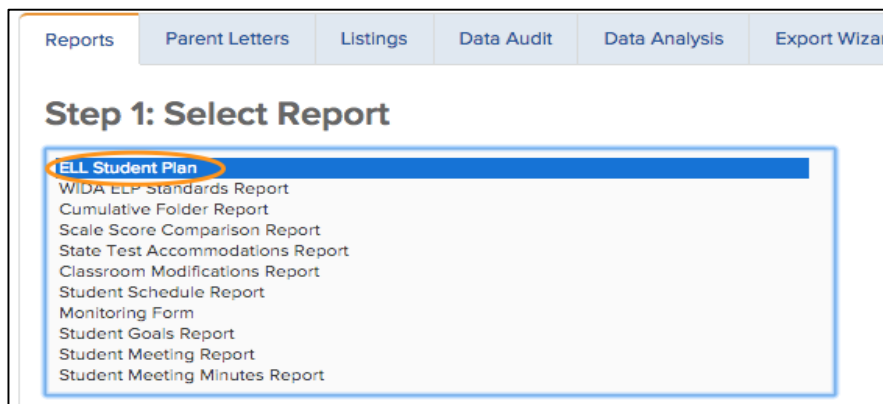 Reports Parent Letters Listings Data Audit Data Analysis Export Wizar
Step 1: Select Report
ELL Student Plan
WIDA ELP Standards Report
Cumulative Folder Report
Scale Score Comparison Report
State Test Accommodations Report
Classroom Modifications Report
Student Schedule Report
Monitoring Form
Student Goals Report
Student Meeting Report
Student Meeting Minutes Report